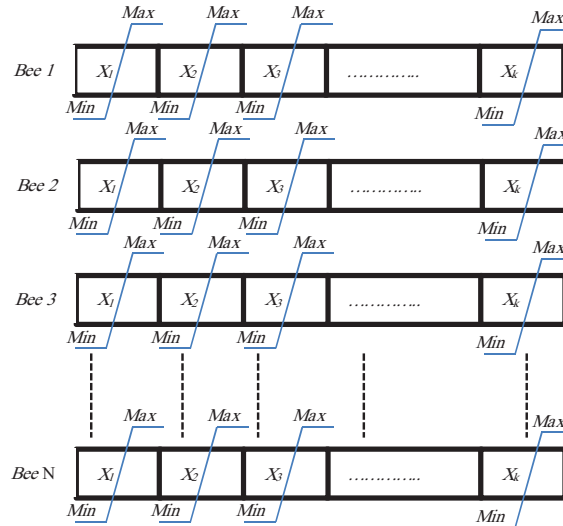 Max Max Max Max
Bee 1 X1 X2 X3 ………….. Xk
Min Min Min Min
Max Max Max Max
Bee 2 X1 X2 X3 ………….. Xk
Min Min Min Min
Max Max Max Max
Bee 3 X1 X2 X3 ………….. Xk
Min Min Min Min
Max Max Max Max
Bee N X1 X2 X3 ………….. Xk
Min Min Min Min